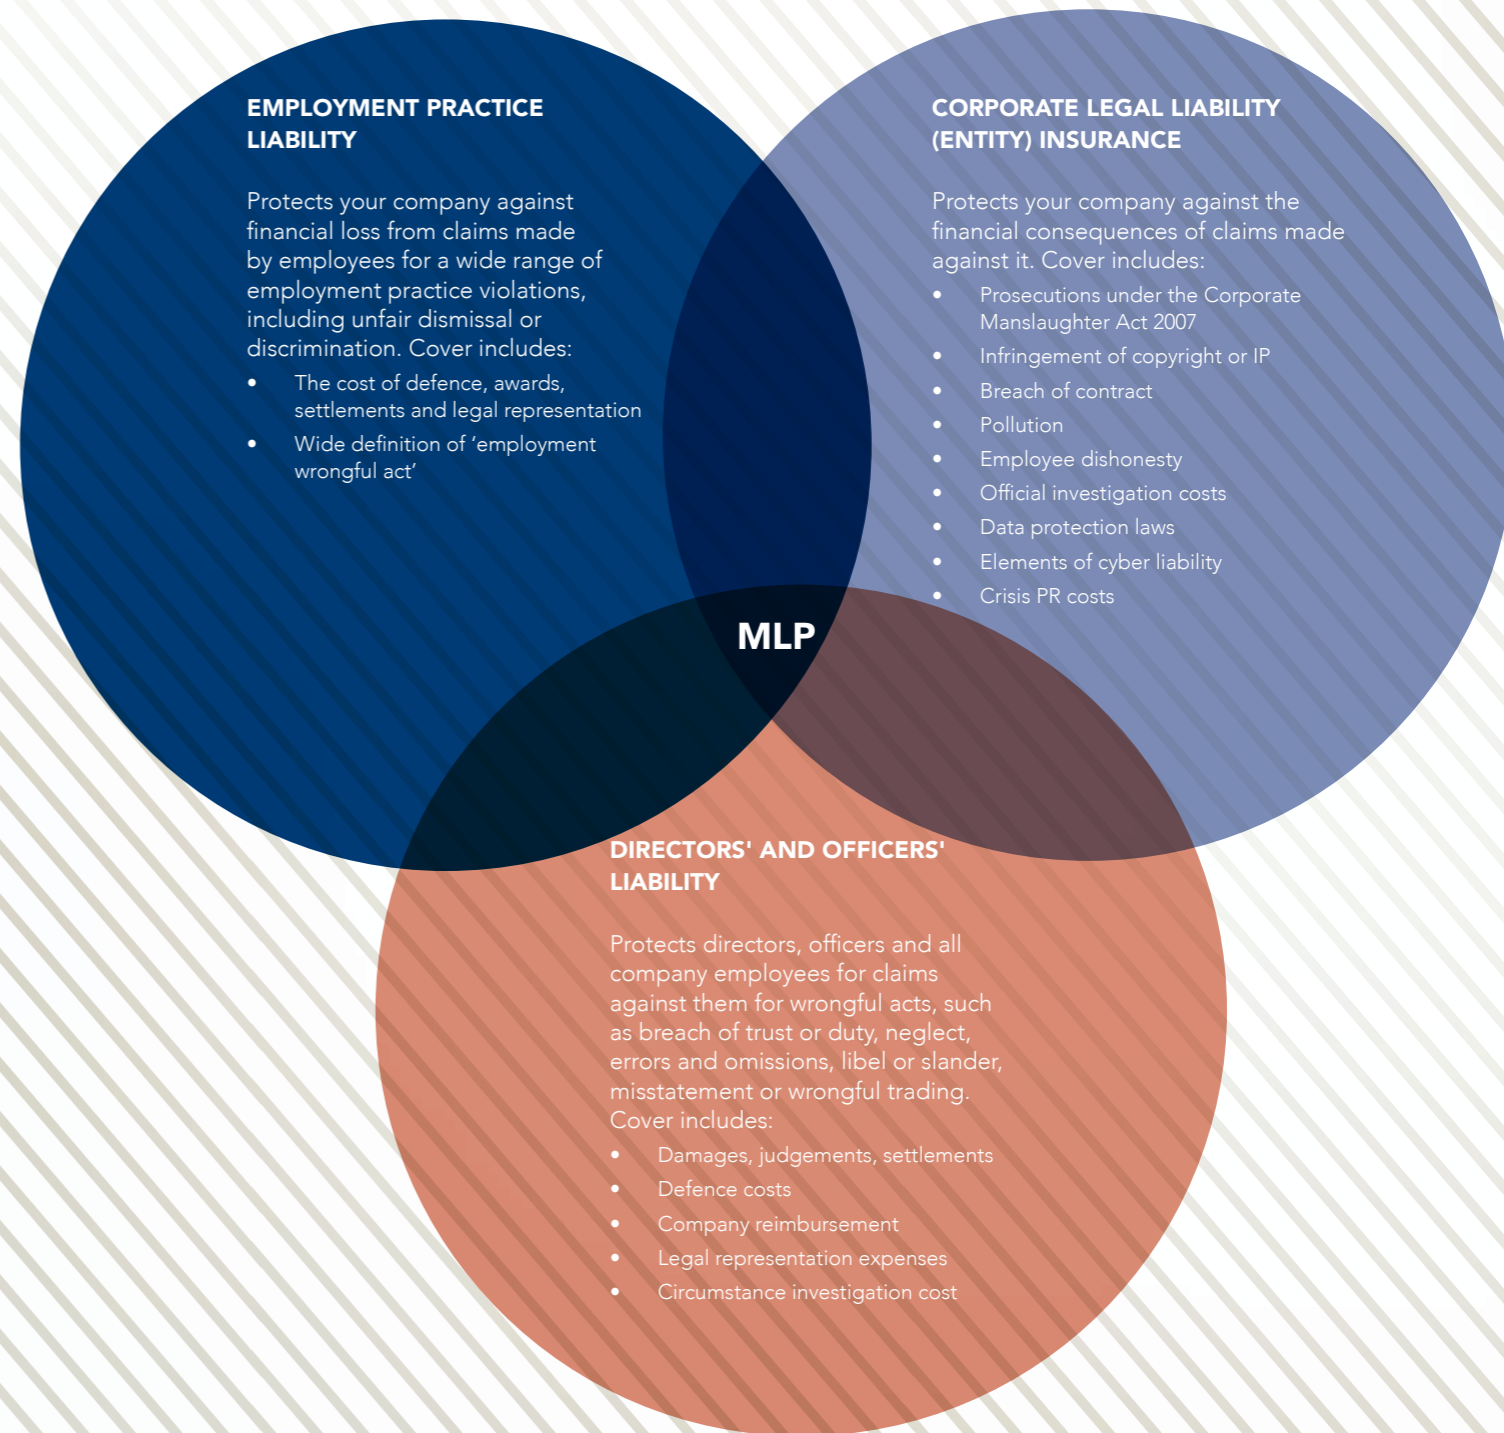 EMPLOYMENT PRACTICE
LIABILITY
Protects your company against
financial loss from claims made
by employees for a wide range of
employment practice violations,
including unfair dismissal or
discrimination. Cover includes:
• The cost of defence, awards,
settlements and legal representation
• Wide definition of ‘employment
wrongful act’
CORPORATE LEGAL LIABILITY
(ENTITY) INSURANCE
Protects your company against the
financial consequences of claims made
against it. Cover includes:
• Prosecutions under the Corporate
Manslaughter Act 2007
• Infringement of copyright or IP
• Breach of contract
• Pollution
• Employee dishonesty
• Official investigation costs
• Data protection laws
• Elements of cyber liability
• Crisis PR costs
MLP
DIRECTORS' AND OFFICERS'
LIABILITY
Protects directors, officers and all
company employees for claims
against them for wrongful acts, such
as breach of trust or duty, neglect,
errors and omissions, libel or slander,
misstatement or wrongful trading.
Cover includes:
• Damages, judgements, settlements
• Defence costs
• Company reimbursement
• Legal representation expenses
• Circumstance investigation cost